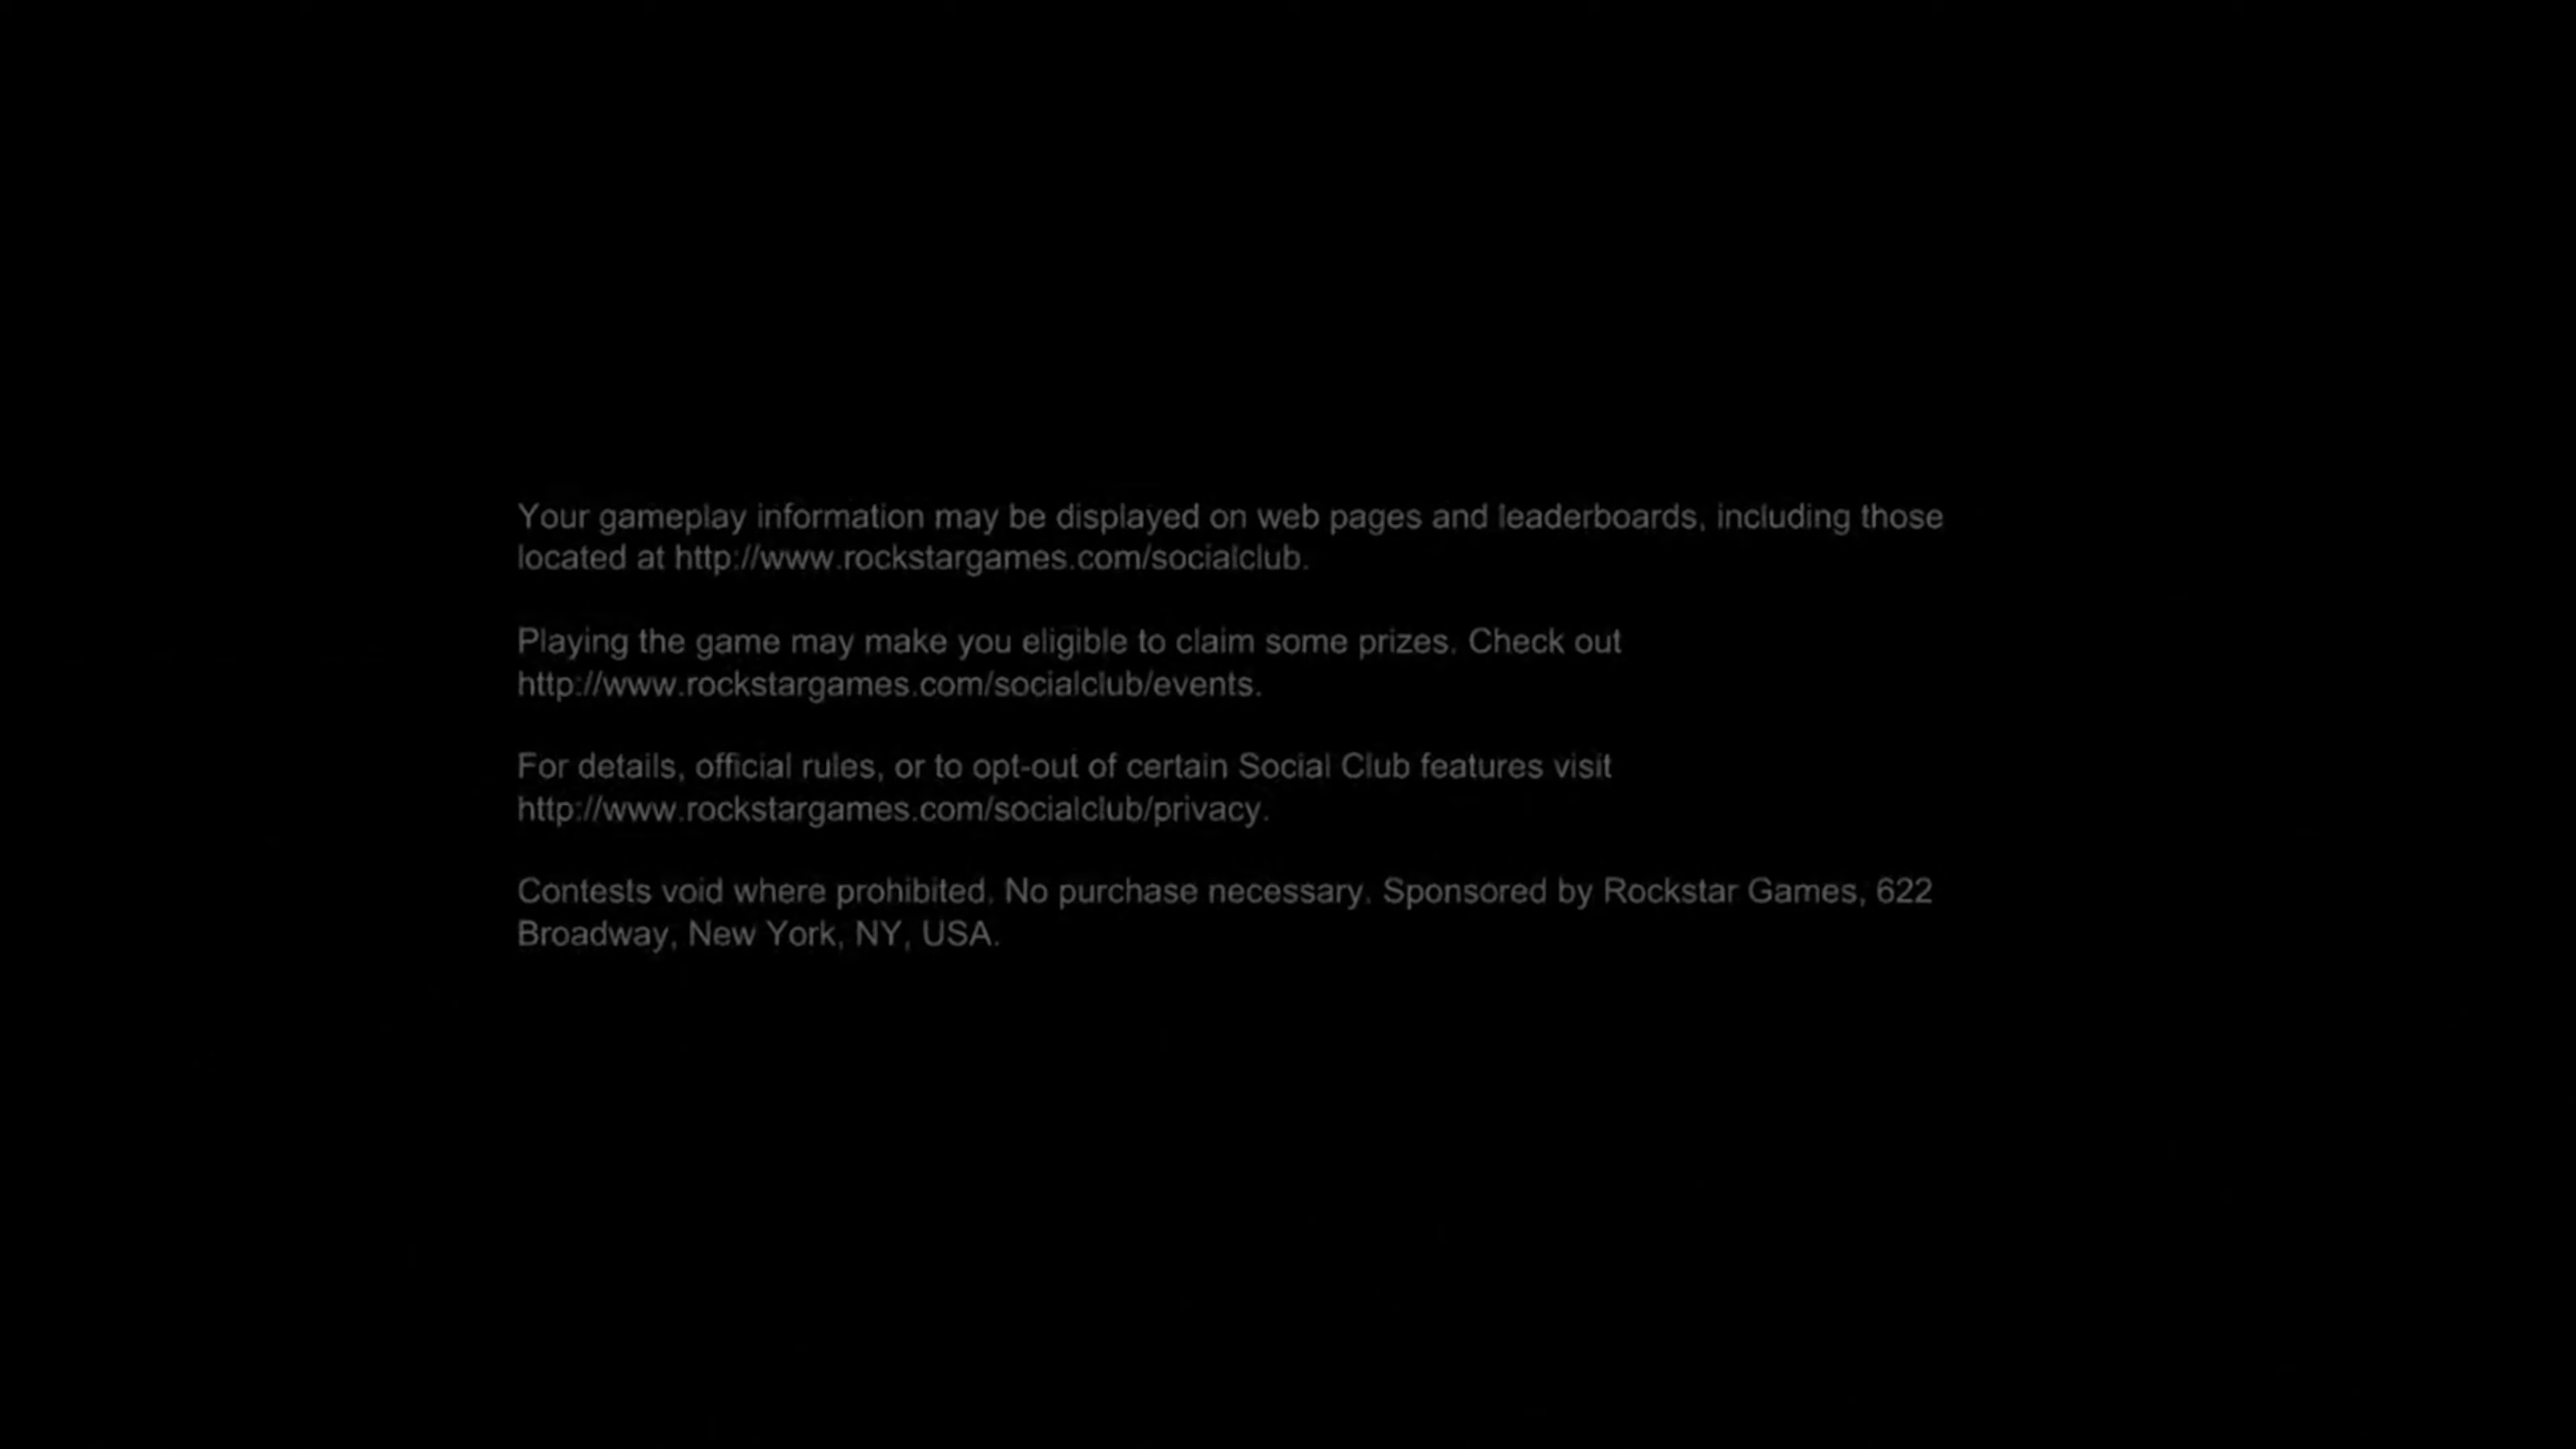 Your gameplay information may be displayed on web pages and leaderboards, including those
located at http://www.rockstargames.com/socialclub.
Playing the game may make you eligible to claim some prizes. Check out
http://www.rockstargames.com/socialclub/events.
For details, official rules, or to opt-out of certain Social Club features visit
http://www.rockstargames.com/socialclub/privacy.
Contests void where prohibited. No purchase necessary. Sponsored by Rockstar Games, 622
Broadway, New York, NY, USA.